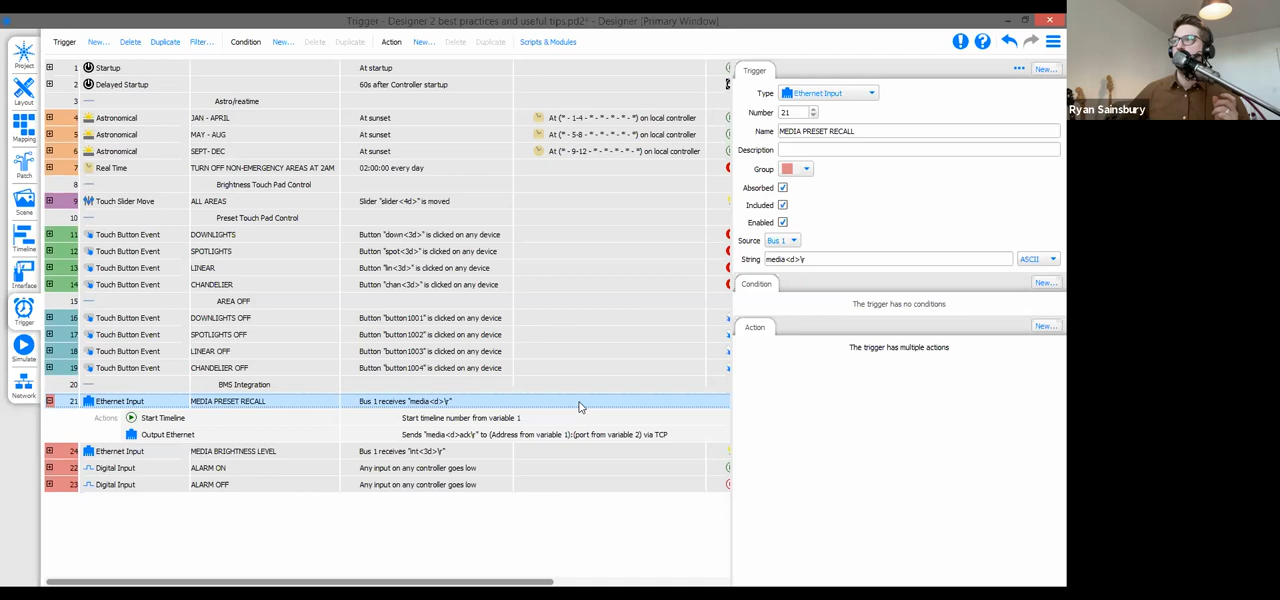 Trigger - Designer 2 best practices and useful tips.pd2* - Designer [Primary Window]
Trigger New... Delete Duplicate Filter... Condition New... Delete Duplicate Action New... Delete Duplicate Scripts & Modules
Project
Layout
Mapping
Patch
Scene
Timeline
Interface
Trigger
Simulate
Network
1 Startup At startup
2 Delayed Startup 60s after Controller startup
3 Astro/reatime
4 Astronomical JAN - APRIL At sunset At (* - 1-4 - * - * - * - *) on local controller
5 Astronomical MAY - AUG At sunset At (* - 5-8 - * - * - * - *) on local controller
6 Astronomical SEPT- DEC At sunset At (* - 9-12 - * - * - * - *) on local controller
7 Real Time TURN OFF NON-EMERGENCY AREAS AT 2AM 02:00:00 every day
8 Brightness Touch Pad Control
9 Touch Slider Move ALL AREAS Slider "slider<4d>" is moved
10 Preset Touch Pad Control
11 Touch Button Event DOWNLIGHTS Button "down<3d>" is clicked on any device
12 Touch Button Event SPOTLIGHTS Button "spot<3d>" is clicked on any device
13 Touch Button Event LINEAR Button "lin<3d>" is clicked on any device
14 Touch Button Event CHANDELIER Button "chan<3d>" is clicked on any device
15 AREA OFF
16 Touch Button Event DOWNLIGHTS OFF Button "button1001" is clicked on any device
17 Touch Button Event SPOTLIGHTS OFF Button "button1002" is clicked on any device
18 Touch Button Event LINEAR OFF Button "button1003" is clicked on any device
19 Touch Button Event CHANDELIER OFF Button "button1004" is clicked on any device
20 BMS Integration
21 Ethernet Input MEDIA PRESET RECALL Bus 1 receives "media<d>\r"
Actions Start Timeline Start timeline number from variable 1
Output Ethernet Sends "media<d>ack\r" to (Address from variable 1):(port from variable 2) via TCP
24 Ethernet Input MEDIA BRIGHTNESS LEVEL Bus 1 receives "int<3d>\r"
22 Digital Input ALARM ON Any input on any controller goes low
23 Digital Input ALARM OFF Any input on any controller goes low
Trigger New...
Type Ethernet Input
Number 21
Name MEDIA PRESET RECALL
Description
Group
Absorbed
Included
Enabled
Source Bus 1
String media<d>\r ASCII
Condition New...
The trigger has no conditions
Action New...
The trigger has multiple actions
Ryan Sainsbury